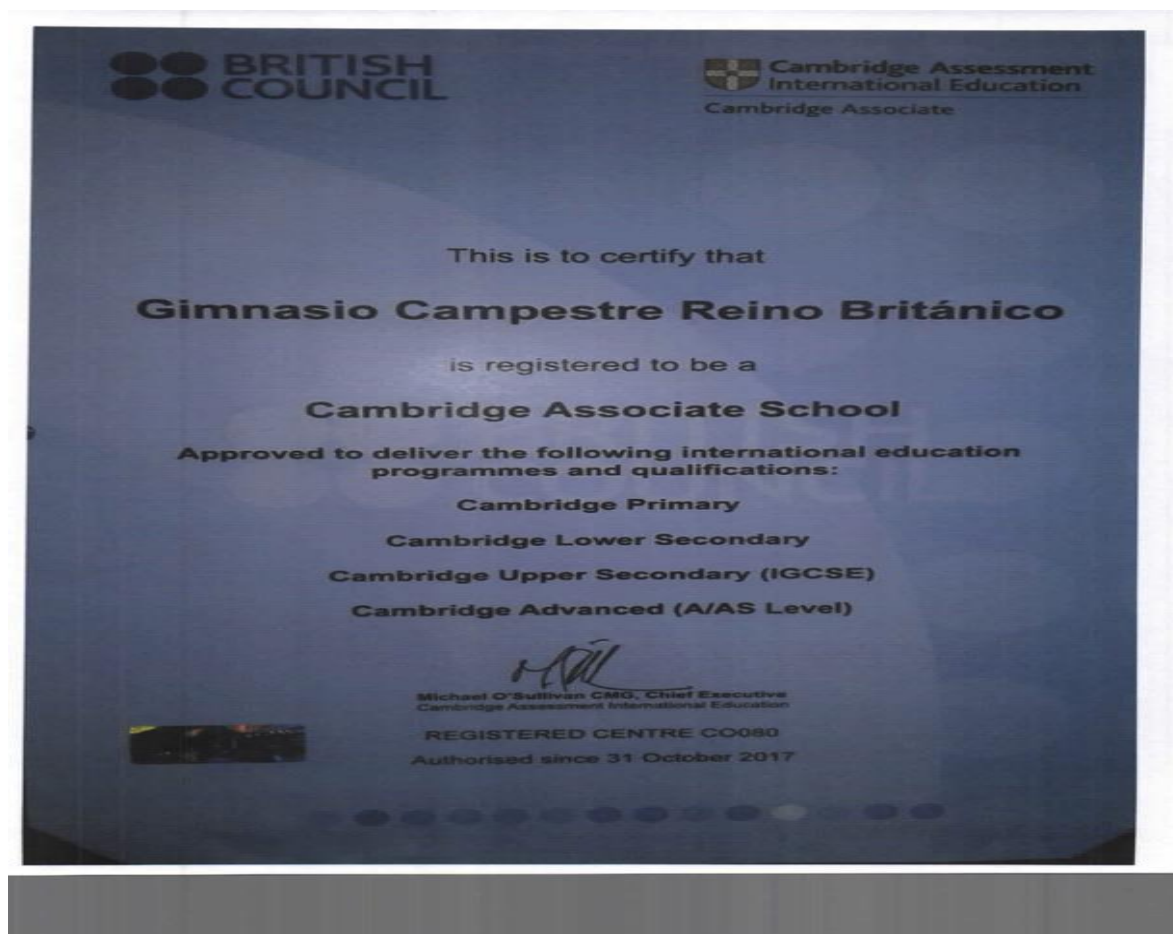 BRITISH
COUNCIL
Cambridge Assessment
International Education
Cambridge Associate
This is to certify that
Gimnasio Campestre Reino Británico
is registered to be a
Cambridge Associate School
Approved to deliver the following international education
programmes and qualifications:
Cambridge Primary
Cambridge Lower Secondary
Cambridge Upper Secondary (IGCSE)
Cambridge Advanced (A/AS Level)
Michael O'Sullivan CMG, Chief Executive
Cambridge Assessment International Education
REGISTERED CENTRE CO080
Authorised since 31 October 2017